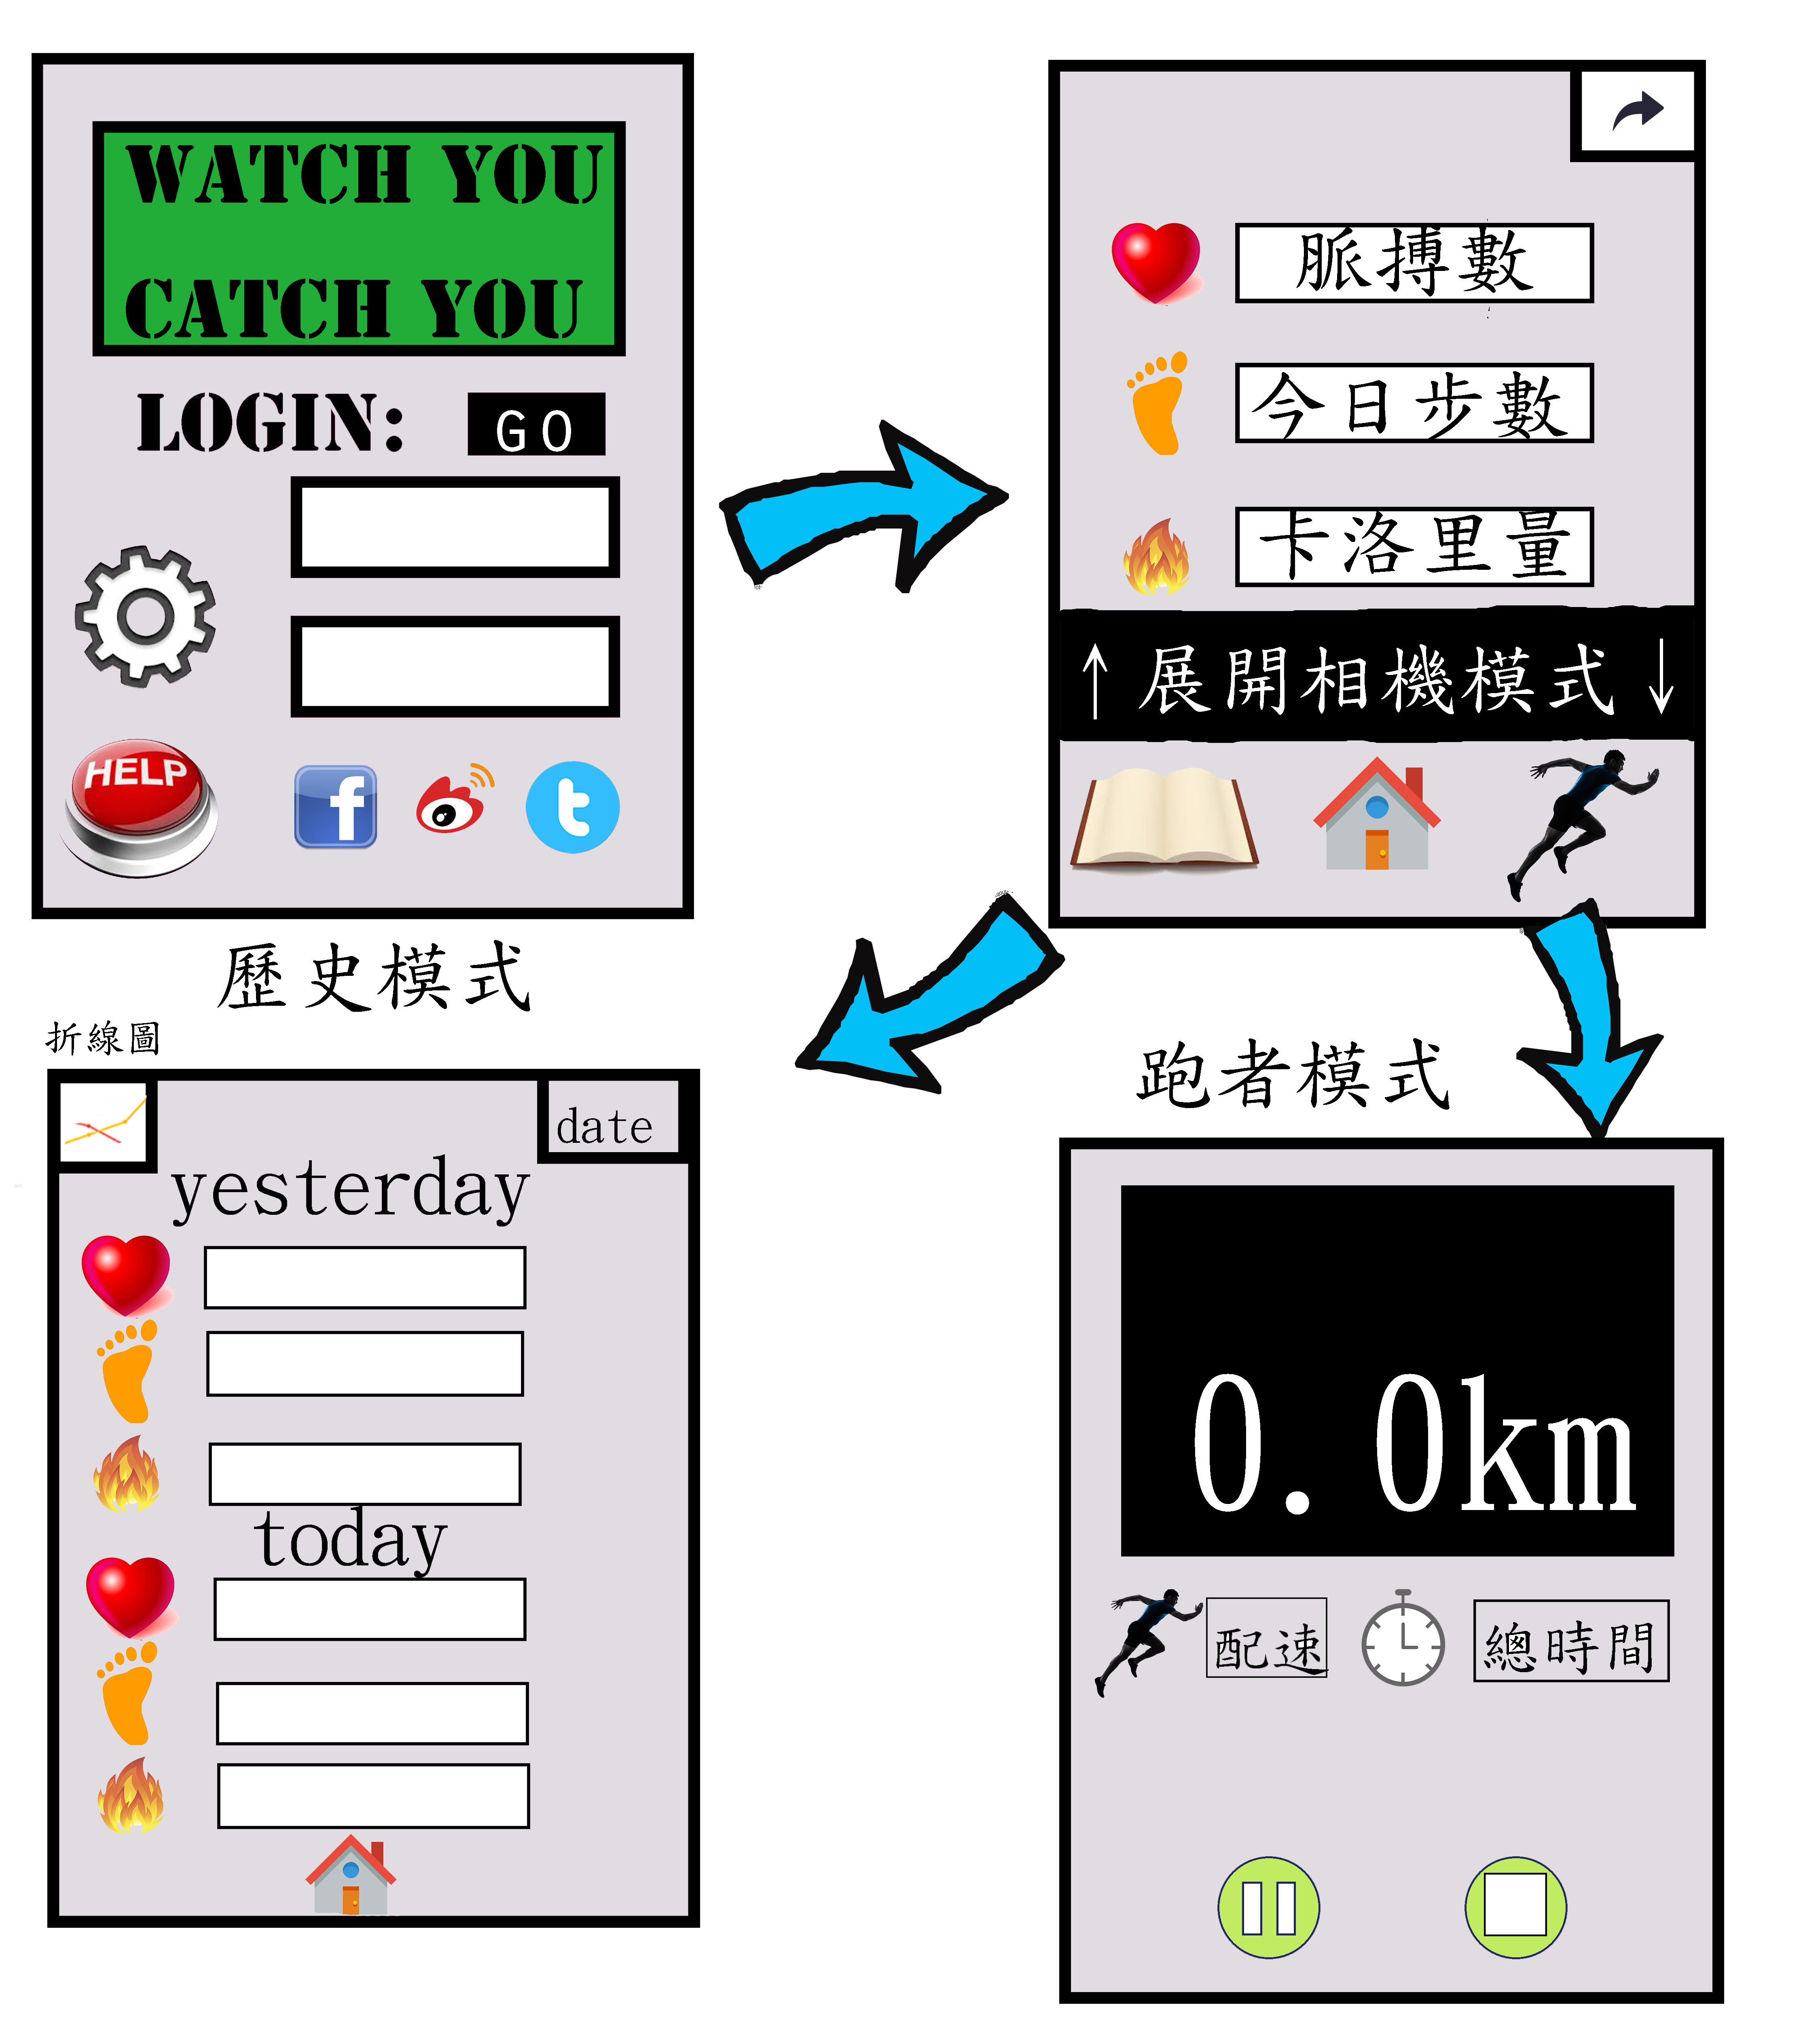 WATCH YOU
CATCH YOU
LOGIN:
GO
HELP
f
t
脈搏數
今日步數
卡洛里量
↑展開相機模式↓
歷史模式
折線圖
date
yesterday
today
跑者模式
0.0km
配速
總時間